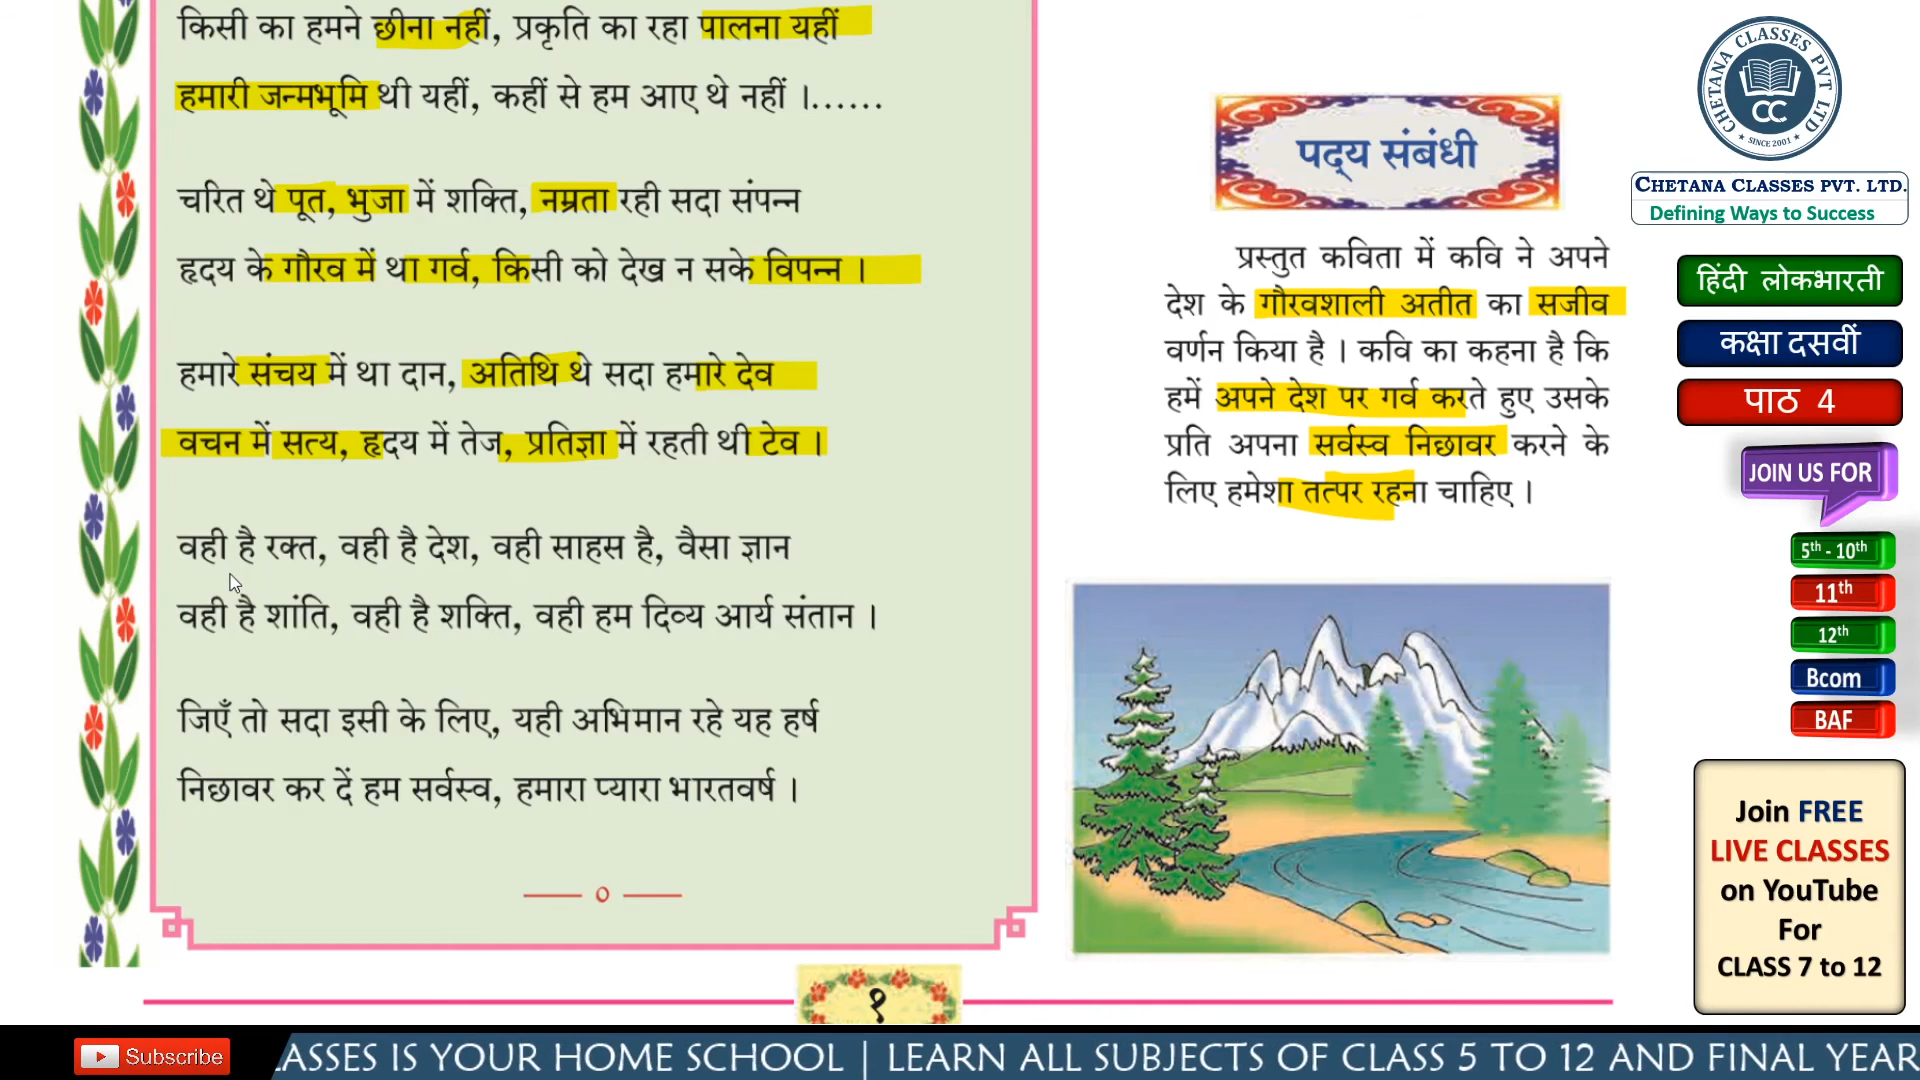 किसी का हमने छीना नहीं, प्रकृति का रहा पालना यहीं
हमारी जन्मभूमि थी यहीं, कहीं से हम आए थे नहीं ।......
चरित थे पूत, भुजा में शक्ति, नम्रता रही सदा संपन्न
हृदय के गौरव में था गर्व, किसी को देख न सके विपन्न ।
हमारे संचय में था दान, अतिथि थे सदा हमारे देव
वचन में सत्य, हृदय में तेज, प्रतिज्ञा में रहती थी टेव ।
वही है रक्त, वही है देश, वही साहस है, वैसा ज्ञान
वही है शांति, वही है शक्ति, वही हम दिव्य आर्य संतान ।
जिएँ तो सदा इसी के लिए, यही अभिमान रहे यह हर्ष
निछावर कर दें हम सर्वस्व, हमारा प्यारा भारतवर्ष ।
१
पद्य संबंधी
प्रस्तुत कविता में कवि ने अपने
देश के गौरवशाली अतीत का सजीव
वर्णन किया है । कवि का कहना है कि
हमें अपने देश पर गर्व करते हुए उसके
प्रति अपना सर्वस्व निछावर करने के
लिए हमेशा तत्पर रहना चाहिए ।
CHETANA CLASSES PVT LTD
CC
SINCE 2001
CHETANA CLASSES PVT. LTD.
Defining Ways to Success
हिंदी लोकभारती
कक्षा दसवीं
पाठ 4
JOIN US FOR
5th - 10th
11th
12th
Bcom
BAF
Join FREE
LIVE CLASSES
on YouTube
For
CLASS 7 to 12
Subscribe
ASSES IS YOUR HOME SCHOOL | LEARN ALL SUBJECTS OF CLASS 5 TO 12 AND FINAL YEAR